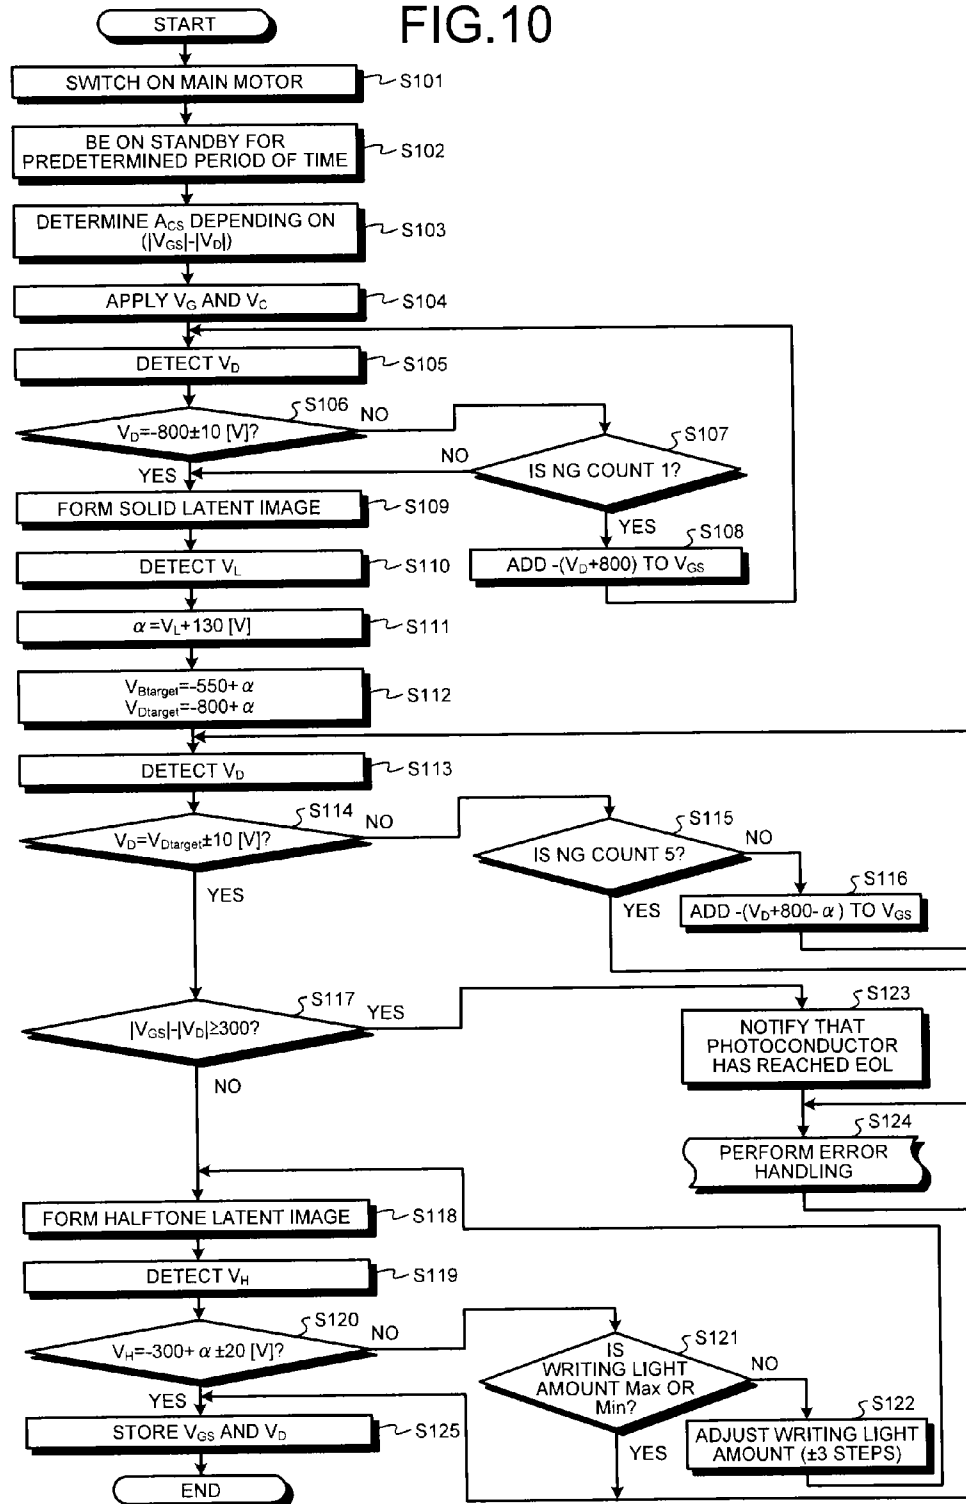 FIG.10
START
SWITCH ON MAIN MOTOR
S101
BE ON STANDBY FOR
PREDETERMINED PERIOD OF TIME
S102
DETERMINE ACS DEPENDING ON
(|VGS|-|VD|)
S103
APPLY VG AND VC
S104
DETECT VD
S105
VD=-800±10 [V]?
S106
NO
YES
IS NG COUNT 1?
S107
NO
YES
ADD -(VD+800) TO VGS
S108
FORM SOLID LATENT IMAGE
S109
DETECT VL
S110
α=VL+130 [V]
S111
VBtarget=-550+α
VDtarget=-800+α
S112
DETECT VD
S113
VD=VDtarget±10 [V]?
S114
NO
YES
IS NG COUNT 5?
S115
NO
YES
S116
ADD -(VD+800-α) TO VGS
|VGS|-|VD|≥300?
S117
YES
NO
S123
NOTIFY THAT
PHOTOCONDUCTOR
HAS REACHED EOL
S124
PERFORM ERROR
HANDLING
FORM HALFTONE LATENT IMAGE
S118
DETECT VH
S119
VH=-300+α±20 [V]?
S120
NO
YES
IS
WRITING LIGHT
AMOUNT Max OR
Min?
S121
NO
YES
S122
ADJUST WRITING LIGHT
AMOUNT (±3 STEPS)
STORE VGS AND VD
S125
END